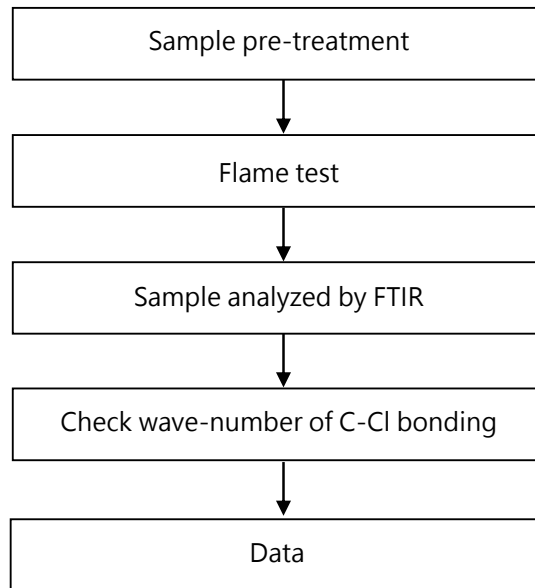 Sample pre-treatment
Flame test
Sample analyzed by FTIR
Check wave-number of C-Cl bonding
Data